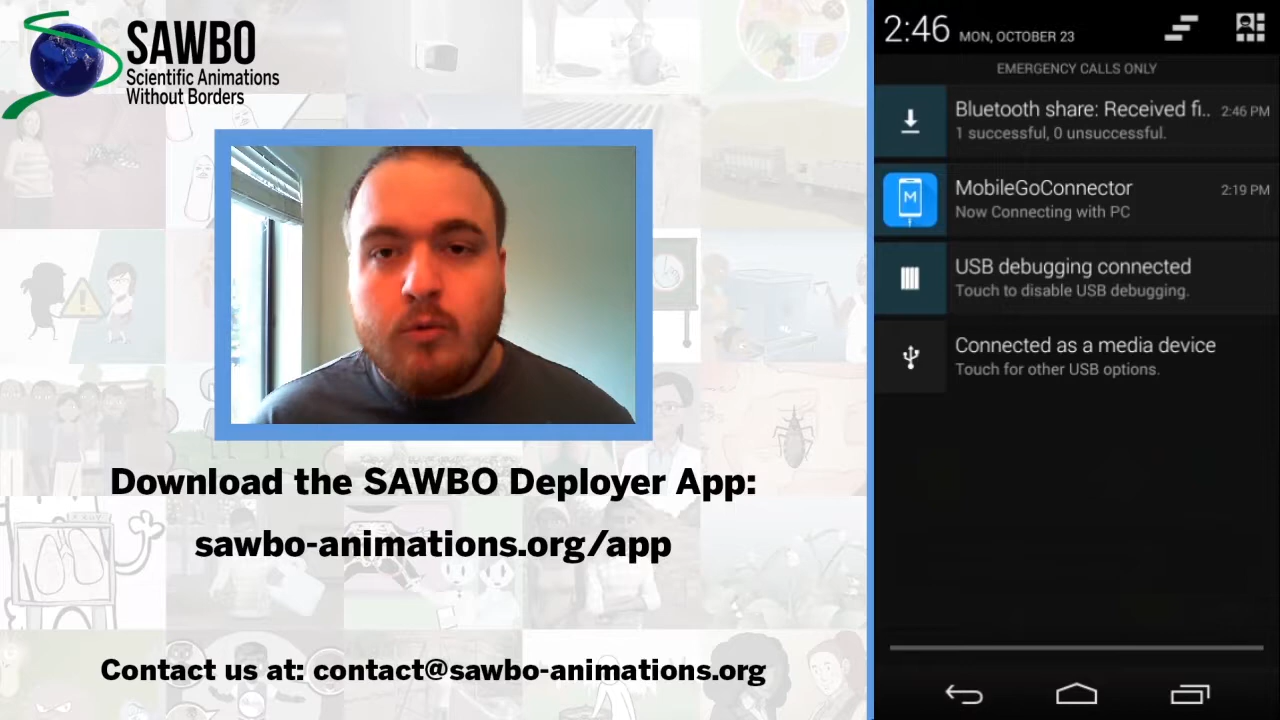 SAWBO
Scientific Animations
Without Borders
Download the SAWBO Deployer App:
sawbo-animations.org/app
Contact us at: contact@sawbo-animations.org
2:46 MON, OCTOBER 23
EMERGENCY CALLS ONLY
Bluetooth share: Received fi.. 2:46 PM
1 successful, 0 unsuccessful.
MobileGoConnector 2:19 PM
Now Connecting with PC
USB debugging connected
Touch to disable USB debugging.
Connected as a media device
Touch for other USB options.